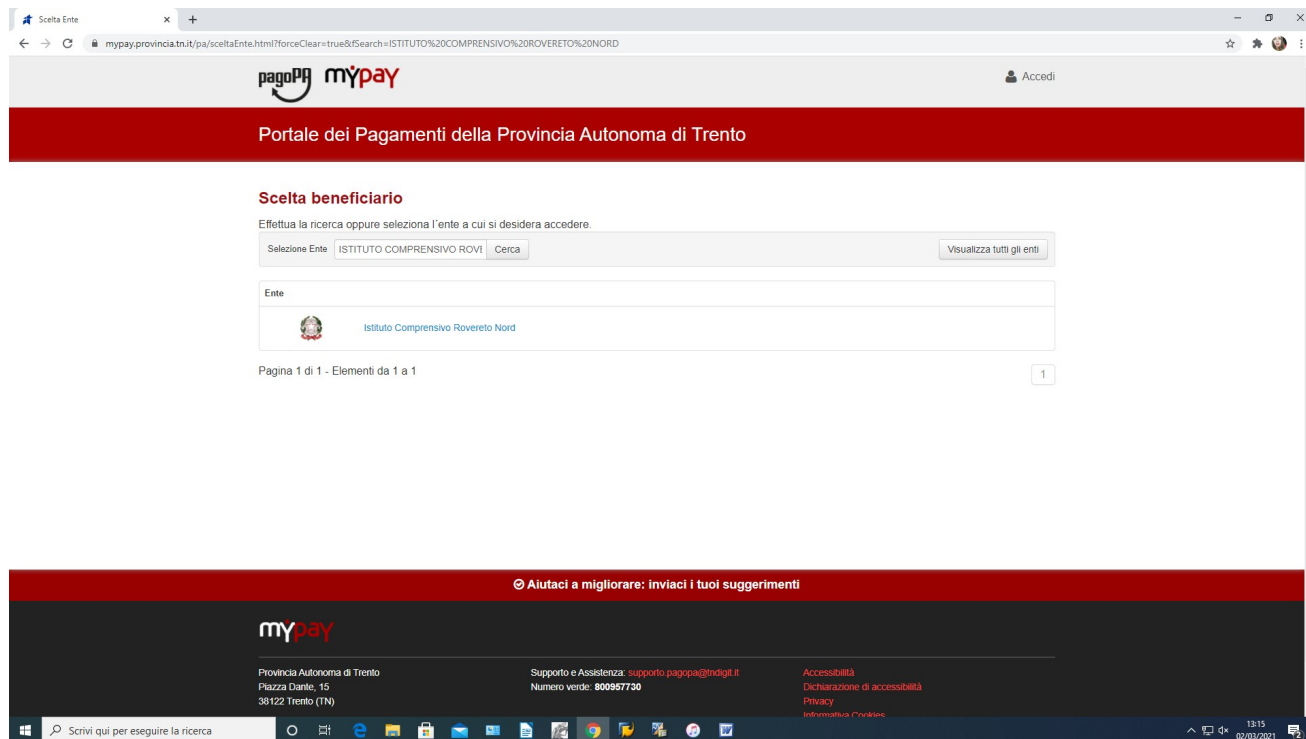 Scelta Ente
mypay.provincia.tn.it/pa/sceltaEnte.html?forceClear=true&fSearch=ISTITUTO%20COMPRENSIVO%20ROVERETO%20NORD
pagoPA mypay
Accedi
Portale dei Pagamenti della Provincia Autonoma di Trento
Scelta beneficiario
Effettua la ricerca oppure seleziona l´ente a cui si desidera accedere.
Selezione Ente ISTITUTO COMPRENSIVO ROVE Cerca Visualizza tutti gli enti
Ente
Istituto Comprensivo Rovereto Nord
Pagina 1 di 1 - Elementi da 1 a 1
1
Aiutaci a migliorare: inviaci i tuoi suggerimenti
mypay
Provincia Autonoma di Trento
Piazza Dante, 15
38122 Trento (TN)
Supporto e Assistenza: supporto.pagopa@tndigit.it
Numero verde: 800957730
Accessibilità
Dichiarazione di accessibilità
Privacy
Informativa Cookies
Scrivi qui per eseguire la ricerca
13:15
02/03/2021
2